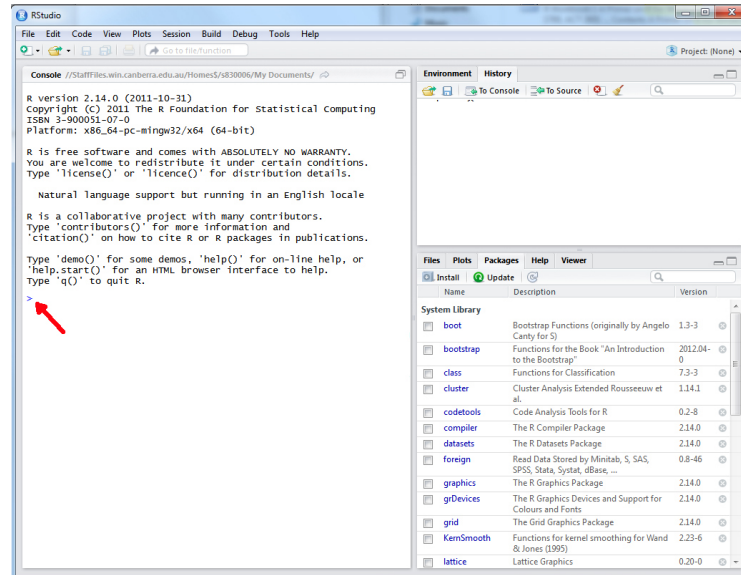 RStudio
File Edit Code View Plots Session Build Debug Tools Help
Go to file/function
Project: (None)
Console //StaffFiles.win.canberra.edu.au/Homes$/s830006/My Documents/
R version 2.14.0 (2011-10-31)
Copyright (C) 2011 The R Foundation for Statistical Computing
ISBN 3-900051-07-0
Platform: x86_64-pc-mingw32/x64 (64-bit)
R is free software and comes with ABSOLUTELY NO WARRANTY.
You are welcome to redistribute it under certain conditions.
Type 'license()' or 'licence()' for distribution details.
Natural language support but running in an English locale
R is a collaborative project with many contributors.
Type 'contributors()' for more information and
'citation()' on how to cite R or R packages in publications.
Type 'demo()' for some demos, 'help()' for on-line help, or
'help.start()' for an HTML browser interface to help.
Type 'q()' to quit R.
>
Environment History
To Console To Source
Files Plots Packages Help Viewer
Install Update
Name Description Version
System Library
boot Bootstrap Functions (originally by Angelo 1.3-3
Canty for S)
bootstrap Functions for the Book "An Introduction 2012.04-
to the Bootstrap" 0
class Functions for Classification 7.3-3
cluster Cluster Analysis Extended Rousseeuw et 1.14.1
al.
codetools Code Analysis Tools for R 0.2-8
compiler The R Compiler Package 2.14.0
datasets The R Datasets Package 2.14.0
foreign Read Data Stored by Minitab, S, SAS, 0.8-46
SPSS, Stata, Systat, dBase, ...
graphics The R Graphics Package 2.14.0
grDevices The R Graphics Devices and Support for 2.14.0
Colours and Fonts
grid The Grid Graphics Package 2.14.0
KernSmooth Functions for kernel smoothing for Wand 2.23-6
& Jones (1995)
lattice Lattice Graphics 0.20-0